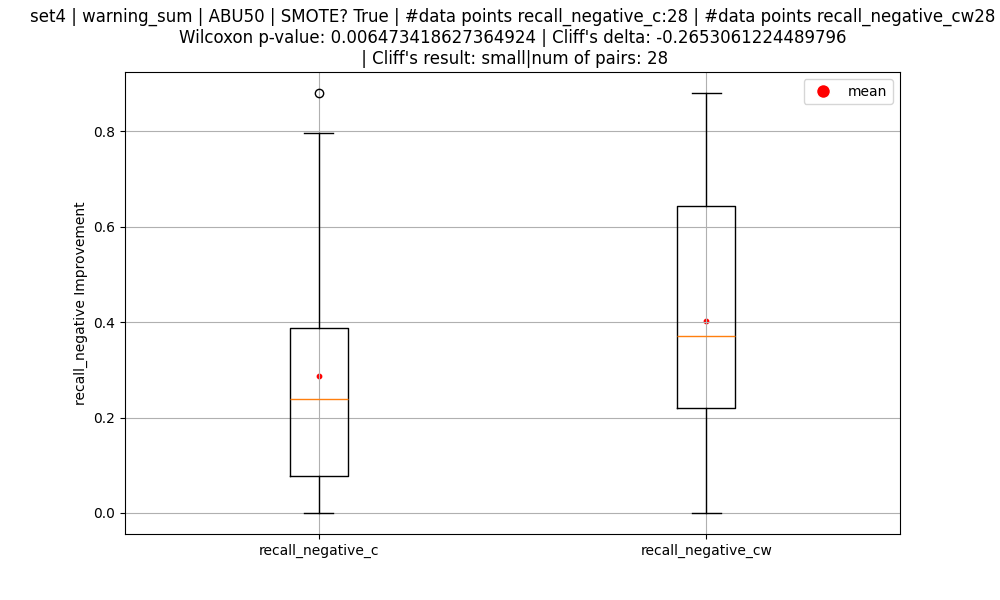 set4 | warning_sum | ABU50 | SMOTE? True | #data points recall_negative_c:28 | #data points recall_negative_cw28
Wilcoxon p-value: 0.006473418627364924 | Cliff's delta: -0.2653061224489796
| Cliff's result: small|num of pairs: 28
mean
0.8
0.6
0.4
0.2
0.0
recall_negative Improvement
recall_negative_c
recall_negative_cw